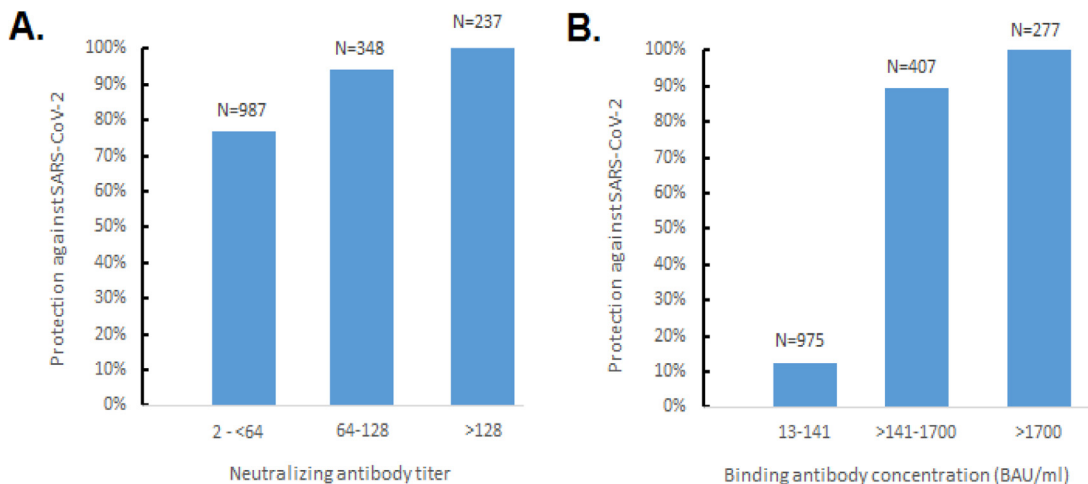 A.
N=237
N=348
N=987
100%
90%
80%
70%
60%
50%
40%
30%
20%
10%
0%
Protection against SARS-CoV-2
2 - <64
64-128
>128
Neutralizing antibody titer
B.
N=277
N=407
N=975
100%
90%
80%
70%
60%
50%
40%
30%
20%
10%
0%
Protection against SARS-CoV-2
13-141
>141-1700
>1700
Binding antibody concentration (BAU/ml)